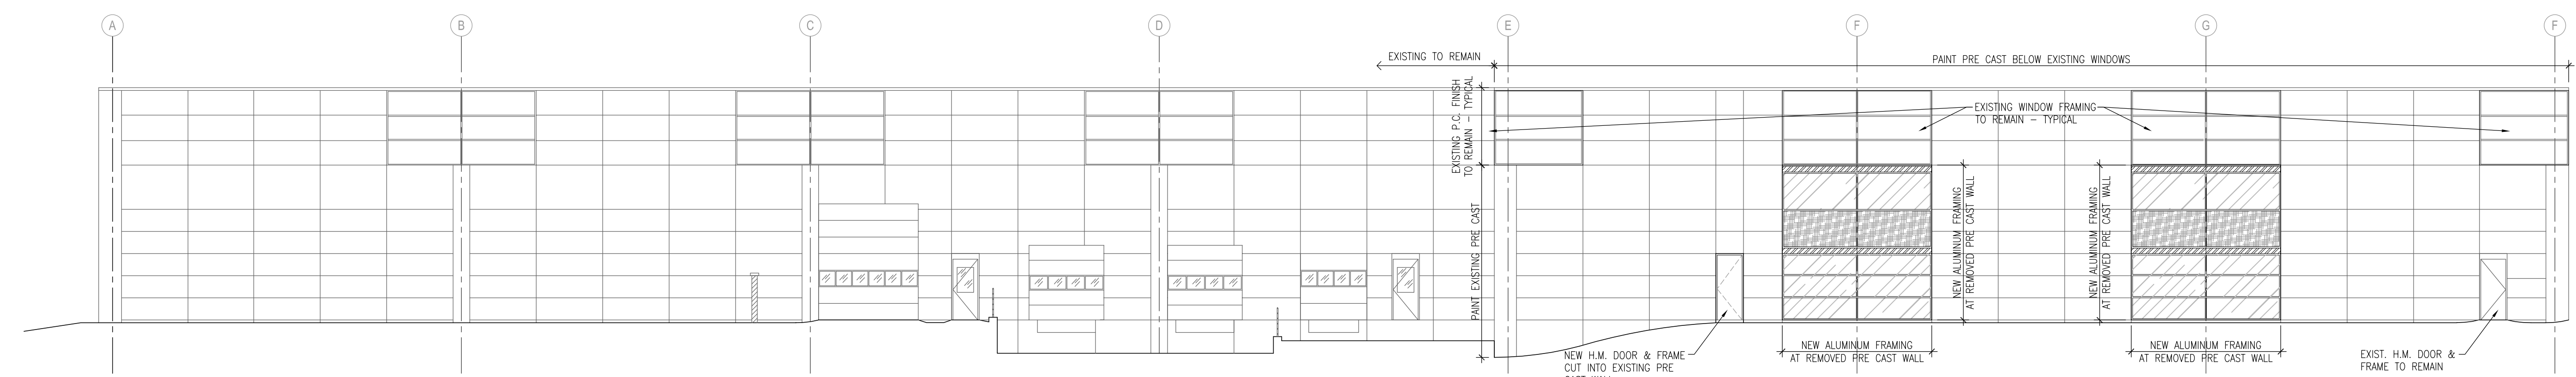 A
B
C
D
E
F
G
F
EXISTING TO REMAIN
PAINT PRE CAST BELOW EXISTING WINDOWS
EXISTING P.C. FINISH
TO REMAIN - TYPICAL
EXISTING WINDOW FRAMING
TO REMAIN - TYPICAL
PAINT EXISTING PRE CAST
NEW ALUMINUM FRAMING
AT REMOVED PRE CAST WALL
NEW ALUMINUM FRAMING
AT REMOVED PRE CAST WALL
NEW H.M. DOOR & FRAME
CUT INTO EXISTING PRE
NEW ALUMINUM FRAMING
AT REMOVED PRE CAST WALL
NEW ALUMINUM FRAMING
AT REMOVED PRE CAST WALL
EXIST. H.M. DOOR &
FRAME TO REMAIN